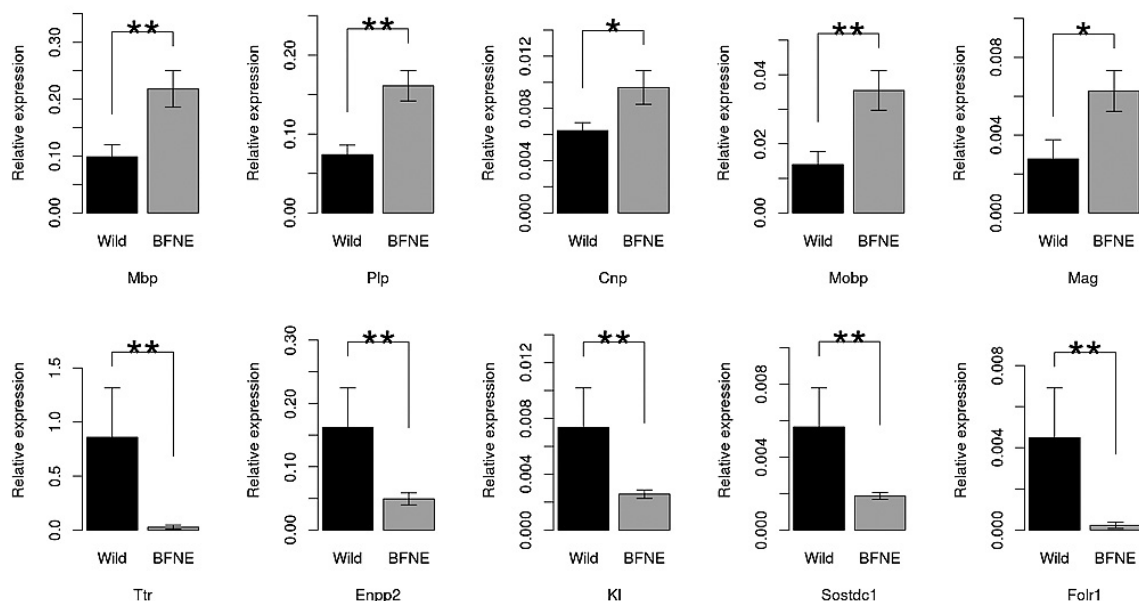 **
Relative expression
0.30
0.20
0.10
0.00
Wild BFNE
Mbp
**
Relative expression
0.20
0.10
0.00
Wild BFNE
Plp
*
Relative expression
0.012
0.008
0.004
0.000
Wild BFNE
Cnp
**
Relative expression
0.04
0.02
0.00
Wild BFNE
Mobp
*
Relative expression
0.008
0.004
0.000
Wild BFNE
Mag
**
Relative expression
1.5
1.0
0.5
0.0
Wild BFNE
Ttr
**
Relative expression
0.30
0.20
0.10
0.00
Wild BFNE
Enpp2
**
Relative expression
0.012
0.008
0.004
0.000
Wild BFNE
Kl
**
Relative expression
0.008
0.004
0.000
Wild BFNE
Sostdc1
**
Relative expression
0.008
0.004
0.000
Wild BFNE
Folr1